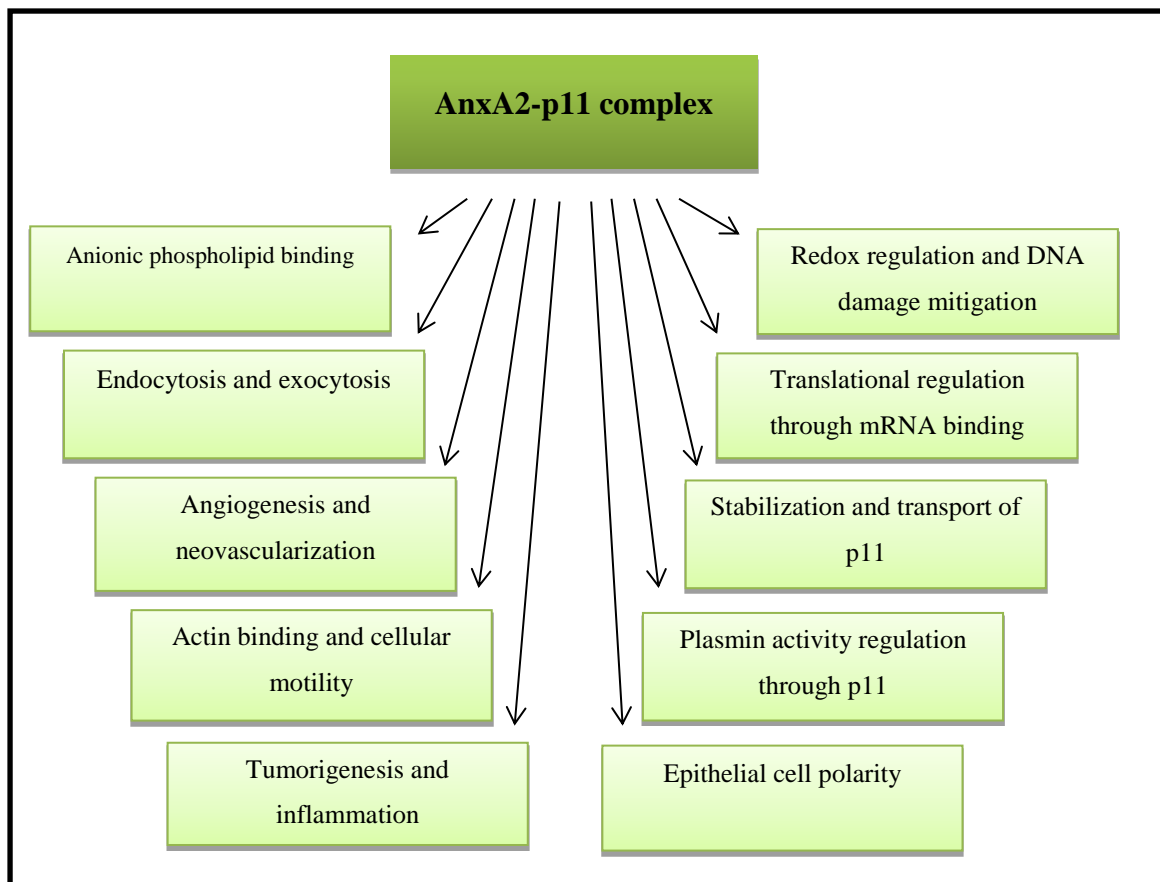 AnxA2-p11 complex
Anionic phospholipid binding
Endocytosis and exocytosis
Angiogenesis and
neovascularization
Actin binding and cellular
motility
Tumorigenesis and
inflammation
Redox regulation and DNA
damage mitigation
Translational regulation
through mRNA binding
Stabilization and transport of
p11
Plasmin activity regulation
through p11
Epithelial cell polarity